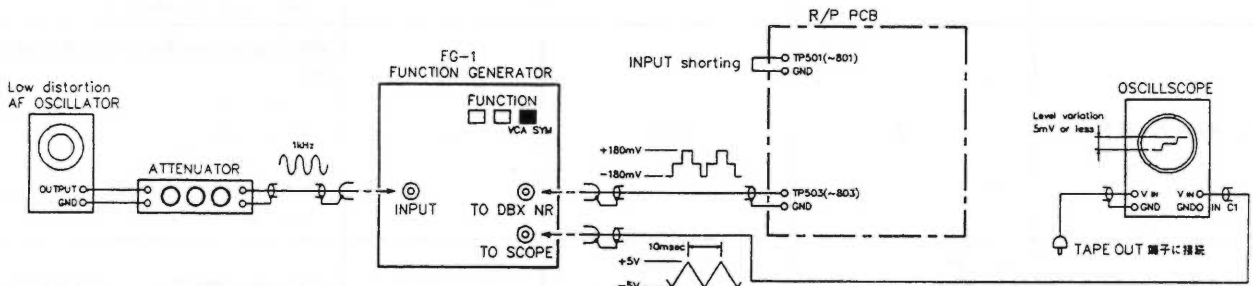 R/P PCB
FG-1
FUNCTION GENERATOR
INPUT shorting
TP501(~801)
GND
Low distortion
AF OSCILLATOR
FUNCTION
VCA SYM
OSCILLSCOPE
Level variation
5mV or less
1kHz
ATTENUATOR
+180mV
-180mV
OUTPUT
GND
INPUT
TO DBX NR
TP503(~803)
GND
V IN
GND
V IN
GND
IN C1
TO SCOPE
10msec
+5V
-5V
TAPE OUT 端子に接続